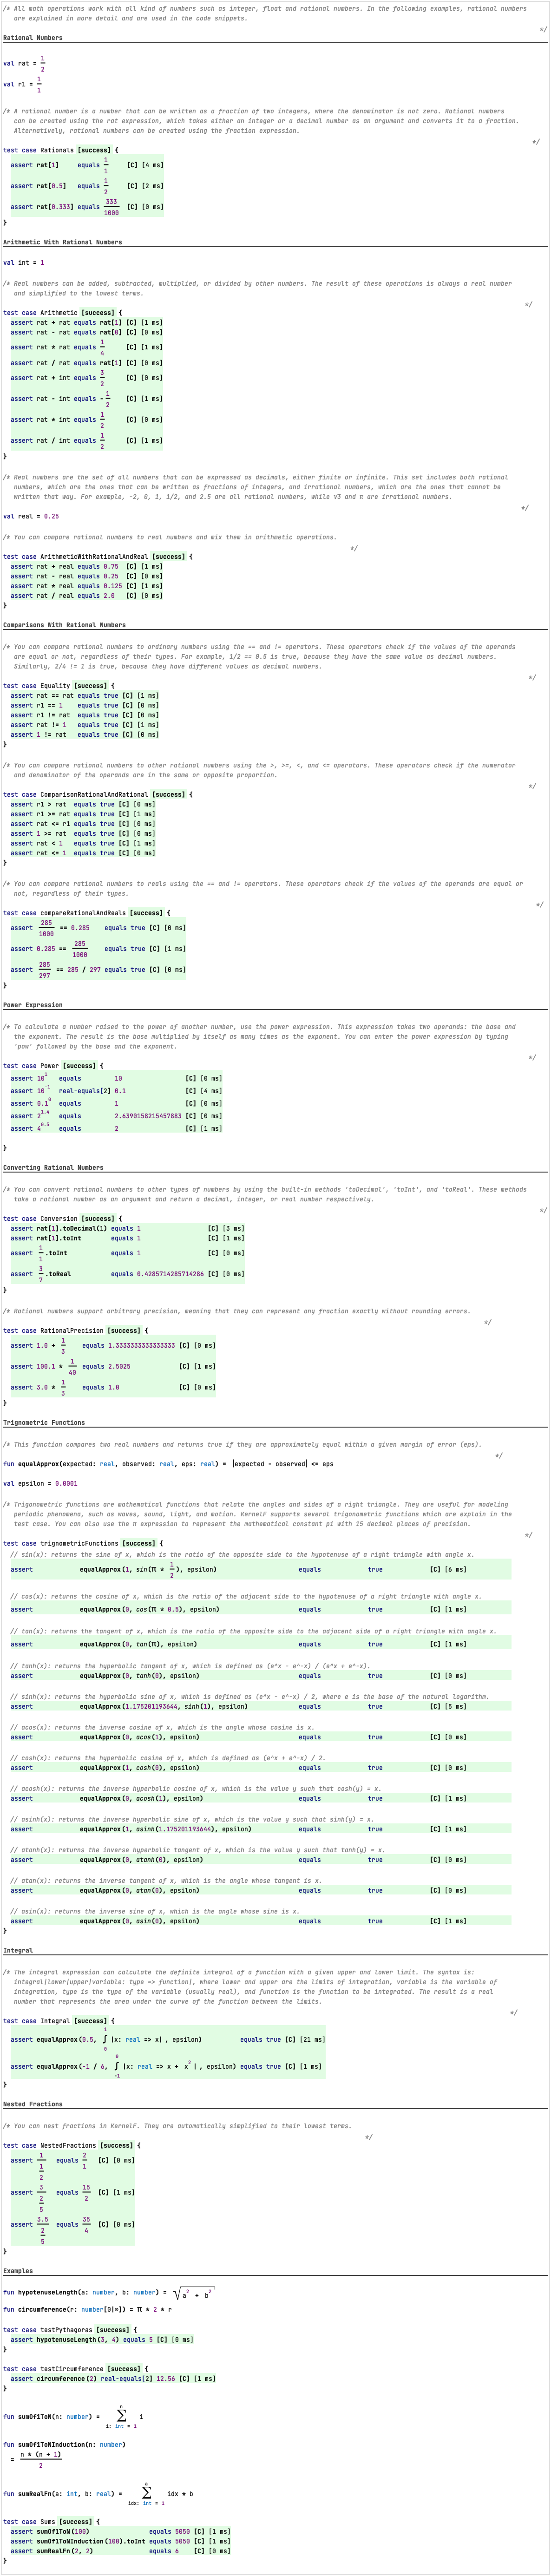 /* All math operations work with all kind of numbers such as integer, float and rational numbers. In the following examples, rational numbers
are explained in more detail and are used in the code snippets.
*/
Rational Numbers
val rat = 1
2
val r1 = 1
1
/* A rational number is a number that can be written as a fraction of two integers, where the denominator is not zero. Rational numbers
can be created using the rat expression, which takes either an integer or a decimal number as an argument and converts it to a fraction.
Alternatively, rational numbers can be created using the fraction expression.
*/
test case Rationals [success] {
assert rat[1] equals 1 [C] [4 ms]
1
assert rat[0.5] equals 1 [C] [2 ms]
2
assert rat[0.333] equals 333 [C] [0 ms]
1000
}
Arithmetic With Rational Numbers
val int = 1
/* Real numbers can be added, subtracted, multiplied, or divided by other numbers. The result of these operations is always a real number
and simplified to the lowest terms.
*/
test case Arithmetic [success] {
assert rat + rat equals rat[1] [C] [1 ms]
assert rat - rat equals rat[0] [C] [0 ms]
assert rat * rat equals 1 [C] [1 ms]
4
assert rat / rat equals rat[1] [C] [0 ms]
assert rat + int equals 3 [C] [0 ms]
2
assert rat - int equals - 1 [C] [1 ms]
2
assert rat * int equals 1 [C] [0 ms]
2
assert rat / int equals 1 [C] [1 ms]
2
}
/* Real numbers are the set of all numbers that can be expressed as decimals, either finite or infinite. This set includes both rational
numbers, which are the ones that can be written as fractions of integers, and irrational numbers, which are the ones that cannot be
written that way. For example, -2, 0, 1, 1/2, and 2.5 are all rational numbers, while √3 and π are irrational numbers.
*/
val real = 0.25
/* You can compare rational numbers to real numbers and mix them in arithmetic operations.
*/
test case ArithmeticWithRationalAndReal [success] {
assert rat + real equals 0.75 [C] [1 ms]
assert rat - real equals 0.25 [C] [0 ms]
assert rat * real equals 0.125 [C] [1 ms]
assert rat / real equals 2.0 [C] [0 ms]
}
Comparisons With Rational Numbers
/* You can compare rational numbers to ordinary numbers using the == and != operators. These operators check if the values of the operands
are equal or not, regardless of their types. For example, 1/2 == 0.5 is true, because they have the same value as decimal numbers.
Similarly, 2/4 != 1 is true, because they have different values as decimal numbers.
*/
test case Equality [success] {
assert rat == rat equals true [C] [1 ms]
assert r1 == 1 equals true [C] [0 ms]
assert r1 != rat equals true [C] [0 ms]
assert rat != 1 equals true [C] [1 ms]
assert 1 != rat equals true [C] [0 ms]
}
/* You can compare rational numbers to other rational numbers using the >, >=, <, and <= operators. These operators check if the numerator
and denominator of the operands are in the same or opposite proportion.
*/
test case ComparisonRationalAndRational [success] {
assert r1 > rat equals true [C] [0 ms]
assert r1 >= rat equals true [C] [1 ms]
assert rat <= r1 equals true [C] [0 ms]
assert 1 >= rat equals true [C] [0 ms]
assert rat < 1 equals true [C] [1 ms]
assert rat <= 1 equals true [C] [0 ms]
}
/* You can compare rational numbers to reals using the == and != operators. These operators check if the values of the operands are equal or
not, regardless of their types.
*/
test case compareRationalAndReals [success] {
assert 285 == 0.285 equals true [C] [0 ms]
1000
assert 0.285 == 285 equals true [C] [1 ms]
1000
assert 285 == 285 / 297 equals true [C] [0 ms]
297
}
Power Expression
/* To calculate a number raised to the power of another number, use the power expression. This expression takes two operands: the base and
the exponent. The result is the base multiplied by itself as many times as the exponent. You can enter the power expression by typing
'pow' followed by the base and the exponent.
*/
test case Power [success] {
assert 10^1 equals 10 [C] [0 ms]
assert 10^-1 real-equals[2] 0.1 [C] [4 ms]
assert 0.1^0 equals 1 [C] [0 ms]
assert 2^1.4 equals 2.6390158215457883 [C] [0 ms]
assert 4^0.5 equals 2 [C] [1 ms]
}
Converting Rational Numbers
/* You can convert rational numbers to other types of numbers by using the built-in methods 'toDecimal', 'toInt', and 'toReal'. These methods
take a rational number as an argument and return a decimal, integer, or real number respectively.
*/
test case Conversion [success] {
assert rat[1].toDecimal(1) equals 1 [C] [3 ms]
assert rat[1].toInt equals 1 [C] [1 ms]
assert 1 .toInt equals 1 [C] [0 ms]
1
assert 3 .toReal equals 0.4285714285714286 [C] [0 ms]
7
}
/* Rational numbers support arbitrary precision, meaning that they can represent any fraction exactly without rounding errors.
*/
test case RationalPrecision [success] {
assert 1.0 + 1 equals 1.3333333333333333 [C] [0 ms]
3
assert 100.1 * 1 equals 2.5025 [C] [1 ms]
40
assert 3.0 * 1 equals 1.0 [C] [0 ms]
3
}
Trignometric Functions
/* This function compares two real numbers and returns true if they are approximately equal within a given margin of error (eps).
*/
fun equalApprox(expected: real, observed: real, eps: real) = |expected - observed| <= eps
val epsilon = 0.0001
/* Trigonometric functions are mathematical functions that relate the angles and sides of a right triangle. They are useful for modeling
periodic phenomena, such as waves, sound, light, and motion. KernelF supports several trigonometric functions which are explain in the
test case. You can also use the π expression to represent the mathematical constant pi with 15 decimal places of precision.
*/
test case trignometricFunctions [success] {
// sin(x): returns the sine of x, which is the ratio of the opposite side to the hypotenuse of a right triangle with angle x.
assert equalApprox(1, sin(π * 1 ), epsilon) equals true [C] [6 ms]
2
// cos(x): returns the cosine of x, which is the ratio of the adjacent side to the hypotenuse of a right triangle with angle x.
assert equalApprox(0, cos(π * 0.5), epsilon) equals true [C] [1 ms]
// tan(x): returns the tangent of x, which is the ratio of the opposite side to the adjacent side of a right triangle with angle x.
assert equalApprox(0, tan(π), epsilon) equals true [C] [1 ms]
// tanh(x): returns the hyperbolic tangent of x, which is defined as (e^x - e^-x) / (e^x + e^-x).
assert equalApprox(0, tanh(0), epsilon) equals true [C] [0 ms]
// sinh(x): returns the hyperbolic sine of x, which is defined as (e^x - e^-x) / 2, where e is the base of the natural logarithm.
assert equalApprox(1.175201193644, sinh(1), epsilon) equals true [C] [5 ms]
// acos(x): returns the inverse cosine of x, which is the angle whose cosine is x.
assert equalApprox(0, acos(1), epsilon) equals true [C] [0 ms]
// cosh(x): returns the hyperbolic cosine of x, which is defined as (e^x + e^-x) / 2.
assert equalApprox(1, cosh(0), epsilon) equals true [C] [0 ms]
// acosh(x): returns the inverse hyperbolic cosine of x, which is the value y such that cosh(y) = x.
assert equalApprox(0, acosh(1), epsilon) equals true [C] [1 ms]
// asinh(x): returns the inverse hyperbolic sine of x, which is the value y such that sinh(y) = x.
assert equalApprox(1, asinh(1.175201193644), epsilon) equals true [C] [1 ms]
// atanh(x): returns the inverse hyperbolic tangent of x, which is the value y such that tanh(y) = x.
assert equalApprox(0, atanh(0), epsilon) equals true [C] [0 ms]
// atan(x): returns the inverse tangent of x, which is the angle whose tangent is x.
assert equalApprox(0, atan(0), epsilon) equals true [C] [0 ms]
// asin(x): returns the inverse sine of x, which is the angle whose sine is x.
assert equalApprox(0, asin(0), epsilon) equals true [C] [1 ms]
}
Integral
/* The integral expression can calculate the definite integral of a function with a given upper and lower limit. The syntax is:
integral|lower|upper|variable: type => function|, where lower and upper are the limits of integration, variable is the variable of
integration, type is the type of the variable (usually real), and function is the function to be integrated. The result is a real
number that represents the area under the curve of the function between the limits.
*/
test case Integral [success] {
1
assert equalApprox(0.5, ∫ |x: real => x| , epsilon) equals true [C] [21 ms]
0
0
assert equalApprox(-1 / 6, ∫ |x: real => x + x^2| , epsilon) equals true [C] [1 ms]
-1
}
Nested Fractions
/* You can nest fractions in KernelF. They are automatically simplified to their lowest terms.
*/
test case NestedFractions [success] {
assert 1 equals 2 [C] [0 ms]
1 1
2
assert 3 equals 15 [C] [1 ms]
2 2
5
assert 3.5 equals 35 [C] [0 ms]
2 4
5
}
Examples
fun hypotenuseLength(a: number, b: number) = √a^2 + b^2
fun circumference(r: number[0|∞]) = π * 2 * r
test case testPythagoras [success] {
assert hypotenuseLength(3, 4) equals 5 [C] [0 ms]
}
test case testCircumference [success] {
assert circumference(2) real-equals[2] 12.56 [C] [1 ms]
}
n
fun sumOf1ToN(n: number) = ∑ i
i: int = 1
fun sumOf1ToNInduction(n: number)
= n * (n + 1)
2
a
fun sumRealFn(a: int, b: real) = ∑ idx * b
idx: int = 1
test case Sums [success] {
assert sumOf1ToN(100) equals 5050 [C] [1 ms]
assert sumOf1ToNInduction(100).toInt equals 5050 [C] [1 ms]
assert sumRealFn(2, 2) equals 6 [C] [0 ms]
}